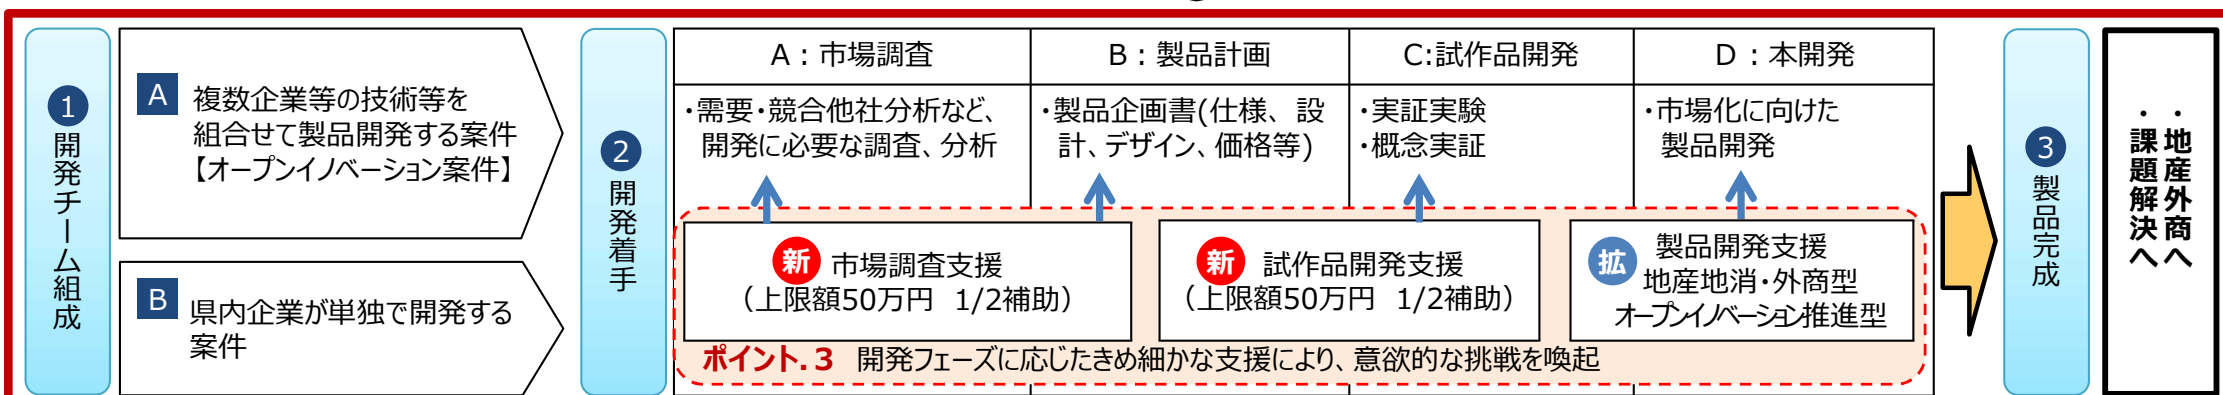 1
開発チーム組成
A
複数企業等の技術等を
組合せて製品開発する案件
【オープンイノベーション案件】
B
県内企業が単独で開発する
案件
2
開発着手
A：市場調査
・需要・競合他社分析など、
開発に必要な調査、分析
B：製品計画
・製品企画書(仕様、設
計、デザイン、価格等)
C:試作品開発
・実証実験
・概念実証
D：本開発
・市場化に向けた
製品開発
新 市場調査支援
（上限額50万円 1/2補助）
新 試作品開発支援
（上限額50万円 1/2補助）
拡 製品開発支援
地産地消・外商型
オープンイノベーション推進型
ポイント.3 開発フェーズに応じたきめ細かな支援により、意欲的な挑戦を喚起
3
製品完成
・地産外商へ
・課題解決へ